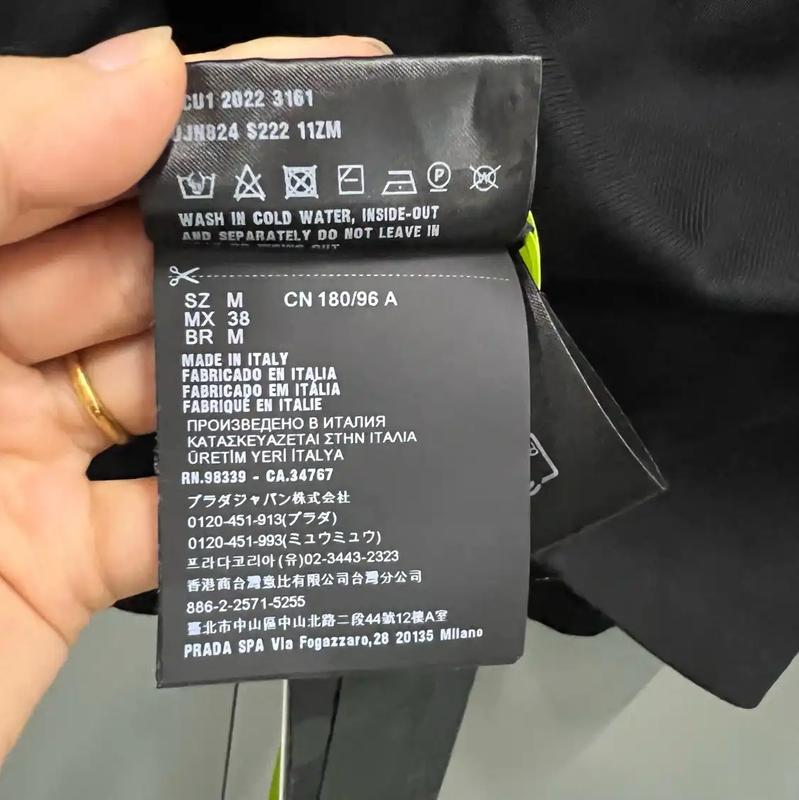 CU1 2022 3161
UJN824 S222 11ZM
P
WASH IN COLD WATER, INSIDE-OUT
AND SEPARATELY DO NOT LEAVE IN
SZ M CN 180/96 A
MX 38
BR M
MADE IN ITALY
FABRICADO EN ITALIA
FABRICADO EM ITÁLIA
FABRIQUÉ EN ITALIE
ПРОИЗВЕДЕНО В ИТАЛИЯ
ΚΑΤΑΣΚΕΥΑΖΕΤΑΙ ΣΤΗΝ ΙΤΑΛΙΑ
ÜRETİM YERİ İTALYA
RN.98339 - CA.34767
プラダジャパン株式会社
0120-451-913(プラダ)
0120-451-993(ミュウミュウ)
프라다코리아(유)02-3443-2323
香港商台灣意比有限公司台灣分公司
886-2-2571-5255
臺北市中山區中山北路二段44號12樓A室
PRADA SPA Via Fogazzaro,28 20135 Milano